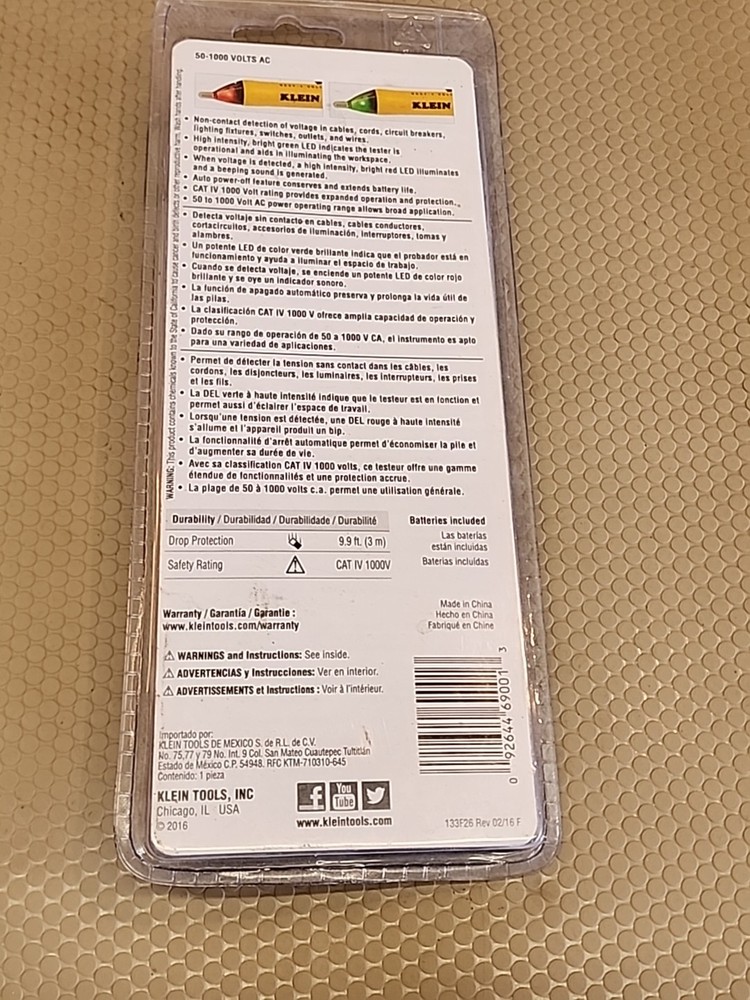 50-1000 VOLTS AC
KLEIN
KLEIN
• Non-contact detection of voltage in cables, cords, circuit breakers,
lighting fixtures, switches, outlets, and wires.
• High intensity, bright green LED indicates the tester is
operational and aids in illuminating the workspace.
• When voltage is detected, a high intensity, bright red LED illuminates
and a beeping sound is generated.
• Auto power-off feature conserves and extends battery life.
• CAT IV 1000 Volt rating provides expanded operation and protection.
• 50 to 1000 Volt AC power operating range allows broad application.
• Detecta voltaje sin contacto en cables, cables conductores,
cortacircuitos, accesorios de iluminación, interruptores, tomas y
alambres.
• Un potente LED de color verde brillante indica que el probador está en
funcionamiento y ayuda a iluminar el espacio de trabajo.
• Cuando se detecta voltaje, se enciende un potente LED de color rojo
brillante y se oye un indicador sonoro.
• La función de apagado automático preserva y prolonga la vida útil de
las pilas.
• La clasificación CAT IV 1000 V ofrece amplia capacidad de operación y
protección.
• Dado su rango de operación de 50 a 1000 V CA, el instrumento es apto
para una variedad de aplicaciones.
• Permet de détecter la tension sans contact dans les câbles, les
cordons, les disjoncteurs, les luminaires, les interrupteurs, les prises
et les fils.
• La DEL verte à haute intensité indique que le testeur est en fonction et
permet aussi d'éclairer l'espace de travail.
• Lorsqu'une tension est détectée, une DEL rouge à haute intensité
s'allume et l'appareil produit un bip.
• La fonctionnalité d'arrêt automatique permet d'économiser la pile et
d'augmenter sa durée de vie.
• Avec sa classification CAT IV 1000 volts, ce testeur offre une gamme
étendue de fonctionnalités et une protection accrue.
• La plage de 50 à 1000 volts c.a. permet une utilisation générale.
WARNING: This product contains chemicals known to the State of California to cause cancer and birth defects or other reproductive harm. Wash hands after handling.
Durability / Durabilidad / Durabilidade / Durabilité
Drop Protection 9.9 ft. (3 m)
Safety Rating CAT IV 1000V
Batteries included
Las baterías
están incluidas
Baterias incluídas
Warranty / Garantía / Garantie :
www.kleintools.com/warranty
Made in China
Hecho en China
Fabriqué en Chine
WARNINGS and Instructions: See inside.
ADVERTENCIAS y Instrucciones: Ver en interior.
ADVERTISSEMENTS et Instructions : Voir à l'intérieur.
0 92644 69001 3
Importado por:
KLEIN TOOLS DE MEXICO S. de R.L. de C.V.
No. 75,77 y 79 No. Int. 9 Col. San Mateo Cuautepec Tultitlán
Estado de México C.P. 54948. RFC KTM-710310-645
Contenido: 1 pieza
KLEIN TOOLS, INC
Chicago, IL USA
© 2016
f
You
Tube
www.kleintools.com
133F26 Rev 02/16 F